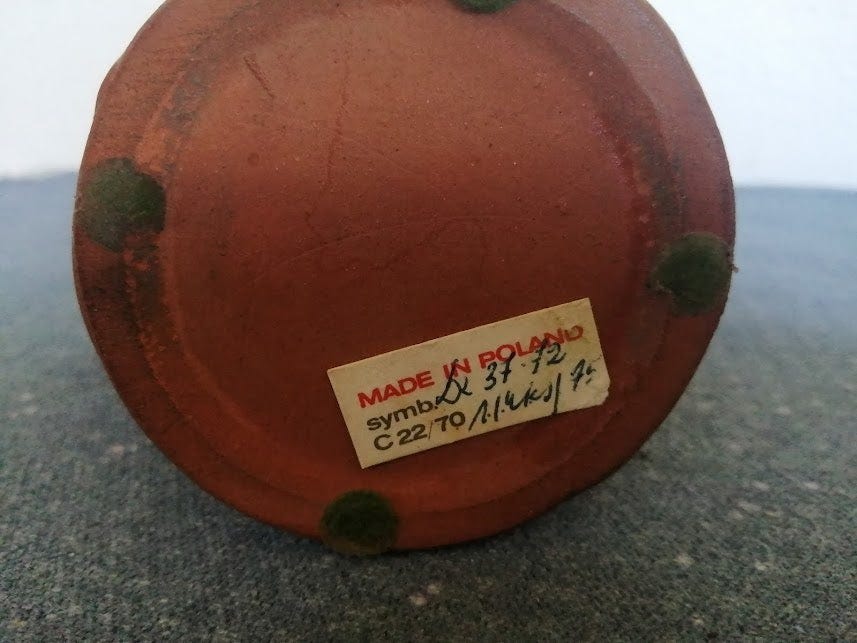 MADE IN POLAND
symb. 37-72
C 22/70